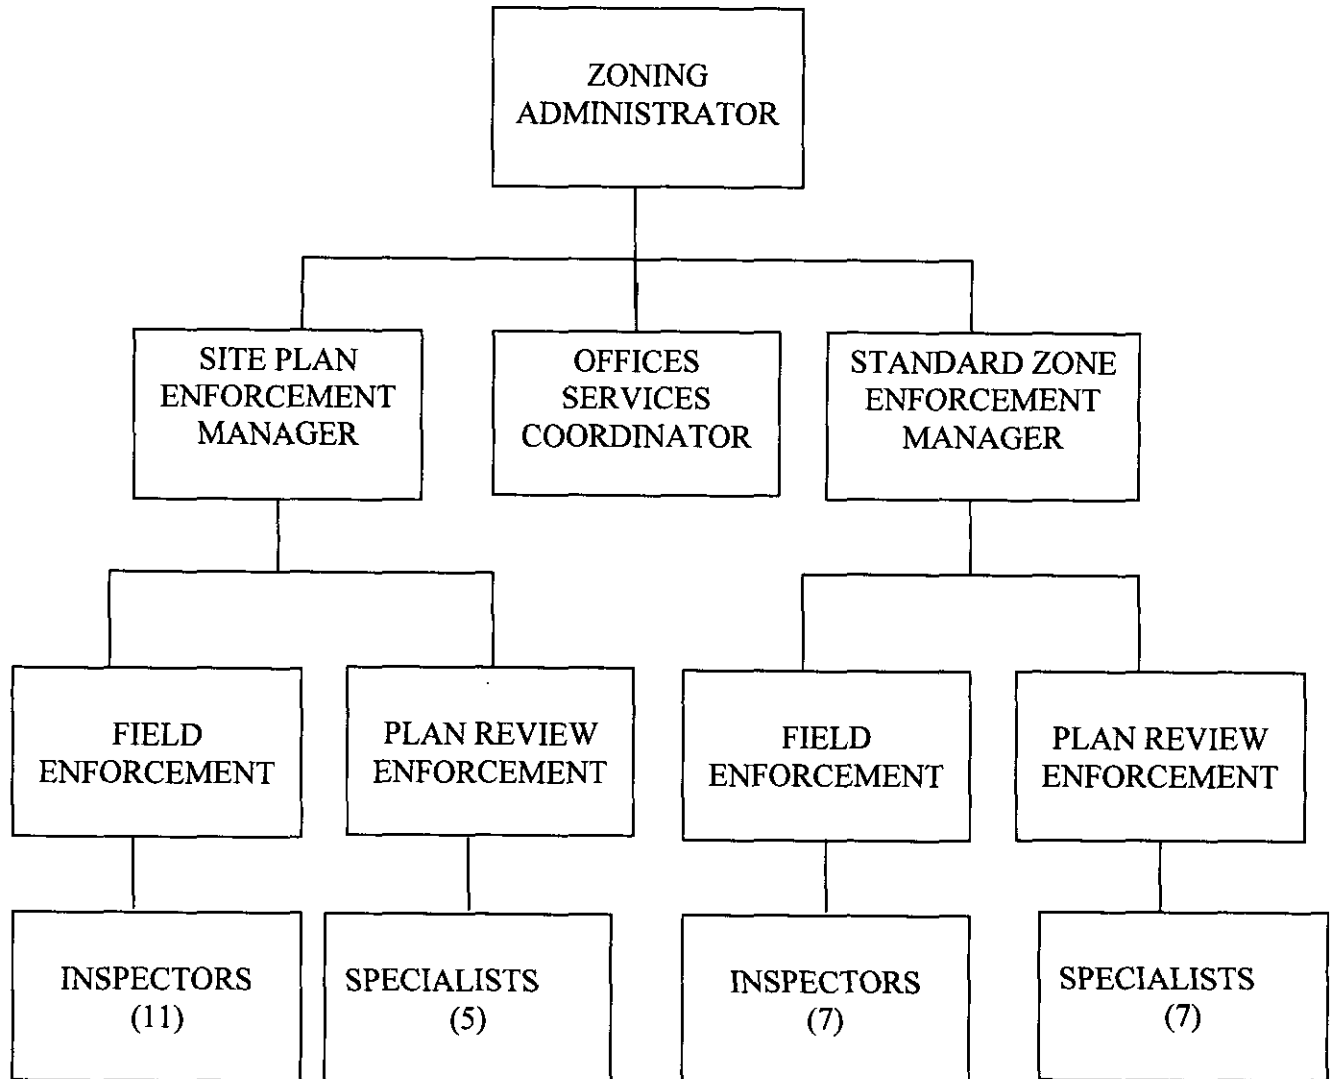 ZONING
ADMINISTRATOR
SITE PLAN
ENFORCEMENT
MANAGER
OFFICES
SERVICES
COORDINATOR
STANDARD ZONE
ENFORCEMENT
MANAGER
FIELD
ENFORCEMENT
PLAN REVIEW
ENFORCEMENT
FIELD
ENFORCEMENT
PLAN REVIEW
ENFORCEMENT
INSPECTORS
(11)
SPECIALISTS
(5)
INSPECTORS
(7)
SPECIALISTS
(7)